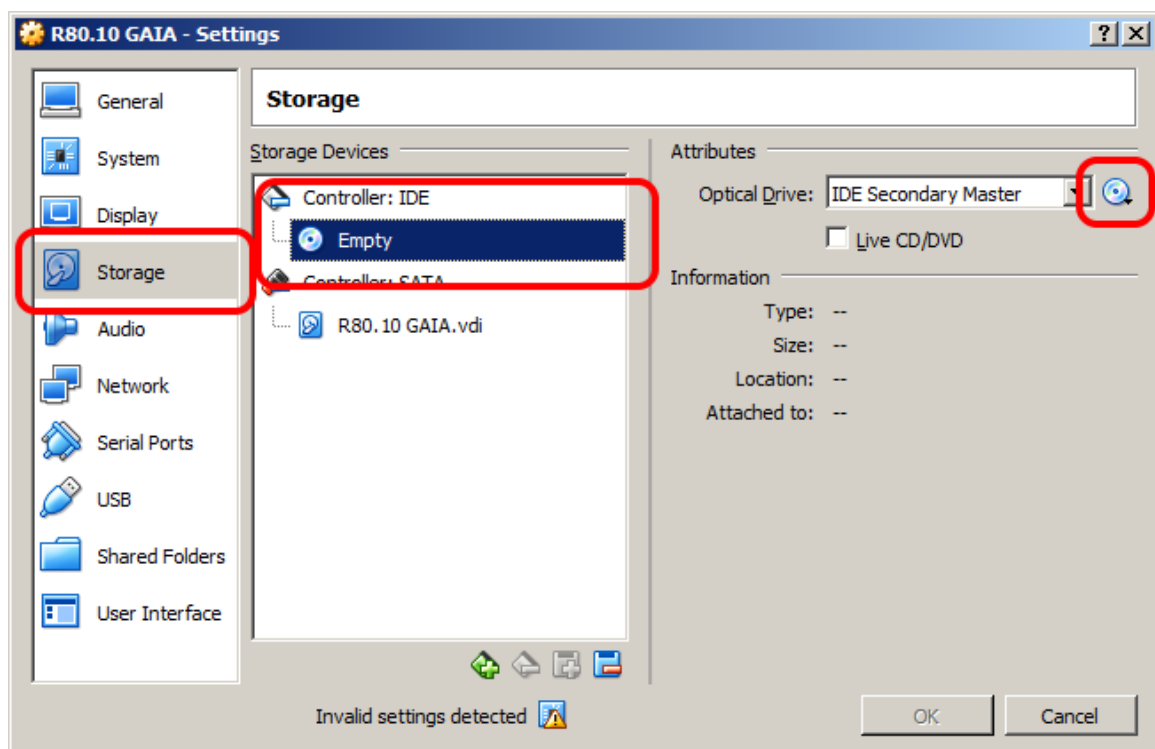 R80.10 GAIA - Settings
General
System
Display
Storage
Audio
Network
Serial Ports
USB
Shared Folders
User Interface
Storage
Storage Devices
Controller: IDE
Empty
Controller: SATA
R80.10 GAIA.vdi
Attributes
Optical Drive: IDE Secondary Master
Live CD/DVD
Information
Type: --
Size: --
Location: --
Attached to: --
Invalid settings detected
OK
Cancel